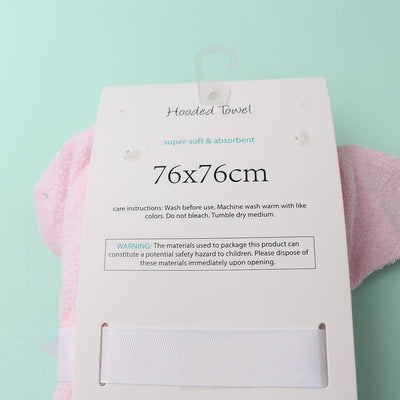 Hooded Towel
super-soft & absorbent
76x76cm
care instructions: Wash before use. Machine wash warm with like
colors. Do not bleach. Tumble dry medium.
WARNING: The materials used to package this product can
constitute a potential safety hazard to children. Please dispose of
these materials immediately upon opening.